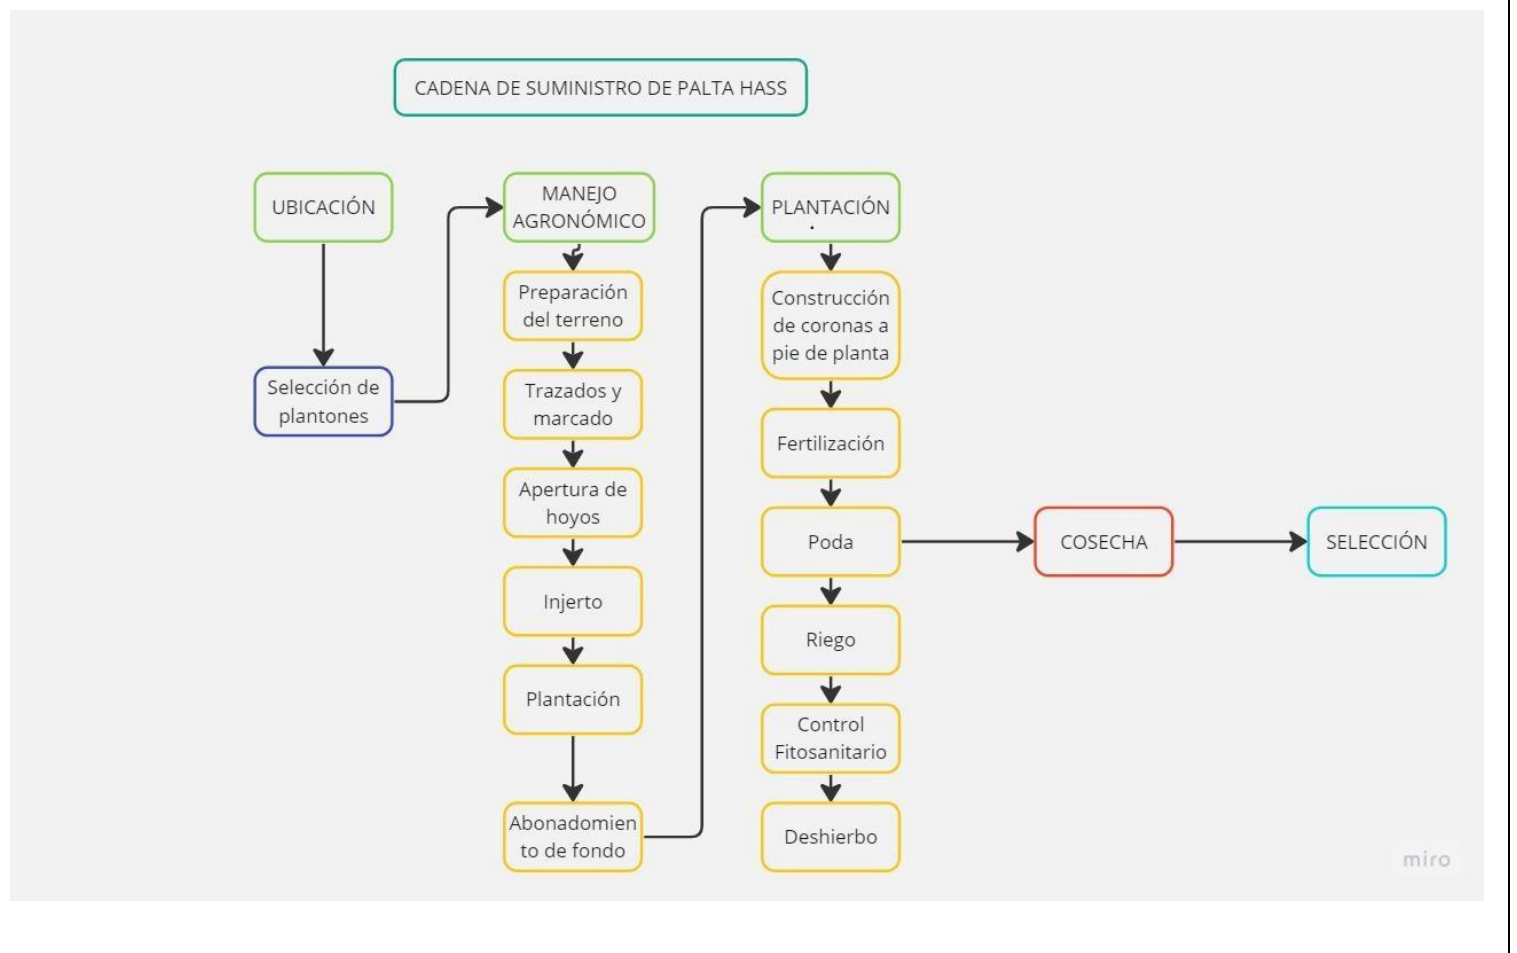 CADENA DE SUMINISTRO DE PALTA HASS
UBICACIÓN
Selección de
plantones
MANEJO
AGRONÓMICO
Preparación
del terreno
Trazados y
marcado
Apertura de
hoyos
Injerto
Plantación
Abonadomien
to de fondo
PLANTACIÓN
.
Construcción
de coronas a
pie de planta
Fertilización
Poda
Riego
Control
Fitosanitario
Deshierbo
COSECHA
SELECCIÓN
miro